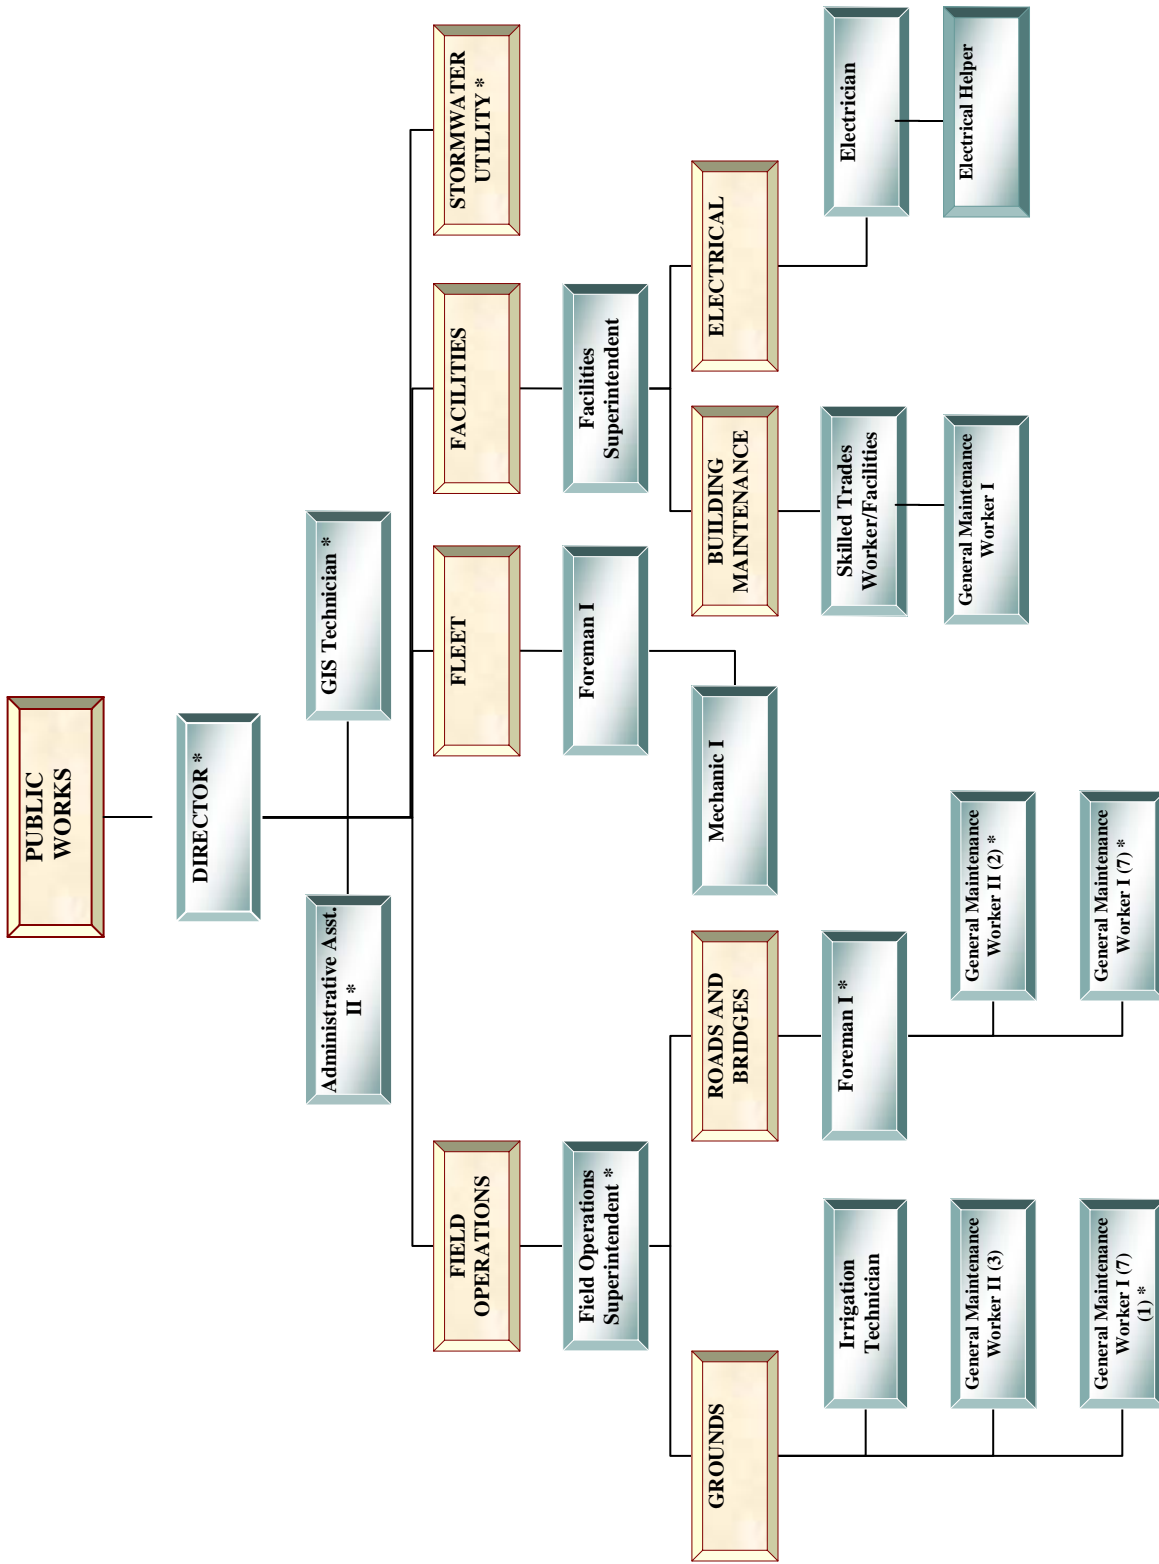 PUBLIC
WORKS
DIRECTOR *
Administrative Asst.
II *
GIS Technician *
FIELD
OPERATIONS
FLEET
FACILITIES
STORMWATER
UTILITY *
Field Operations
Superintendent *
Foreman I
Facilities
Superintendent
GROUNDS
ROADS AND
BRIDGES
Mechanic I
BUILDING
MAINTENANCE
ELECTRICAL
Irrigation
Technician
Foreman I *
Skilled Trades
Worker/Facilities
Electrician
General Maintenance
Worker II (3)
General Maintenance
Worker II (2) *
General Maintenance
Worker I
Electrical Helper
General Maintenance
Worker I (7)
(1) *
General Maintenance
Worker I (7) *